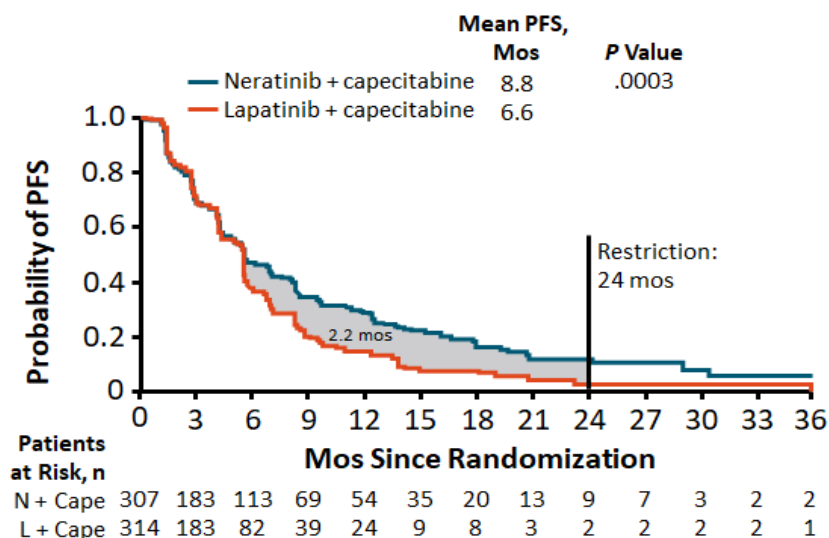 Mean PFS,
Mos
P Value
Neratinib + capecitabine 8.8 .0003
Lapatinib + capecitabine 6.6
Probability of PFS
1.0
0.8
0.6
0.4
0.2
0
Restriction:
24 mos
2.2 mos
0 3 6 9 12 15 18 21 24 27 30 33 36
Mos Since Randomization
Patients
at Risk, n
N + Cape 307 183 113 69 54 35 20 13 9 7 3 2 2
L + Cape 314 183 82 39 24 9 8 3 2 2 2 2 1